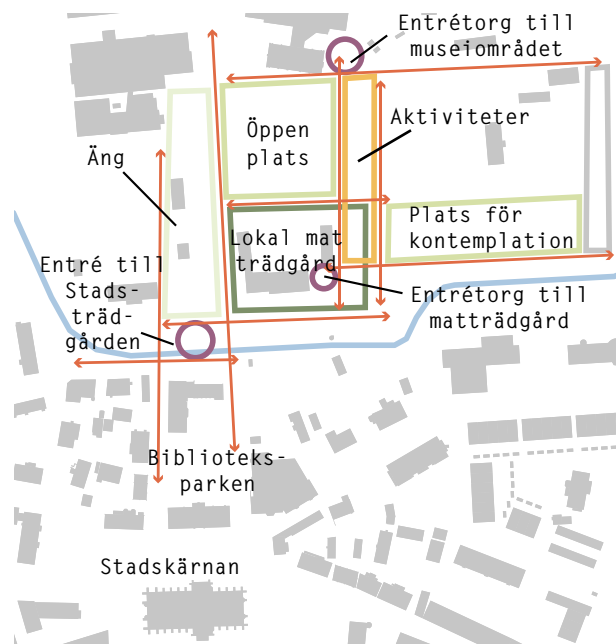 Entrétorg till
museiområdet
Öppen
plats
Aktiviteter
Äng
Plats för
kontemplation
Lokal mat
trädgård
Entré till
Stads-
träd-
gården
Entrétorg till
matträdgård
Biblioteks-
parken
Stadskärnan